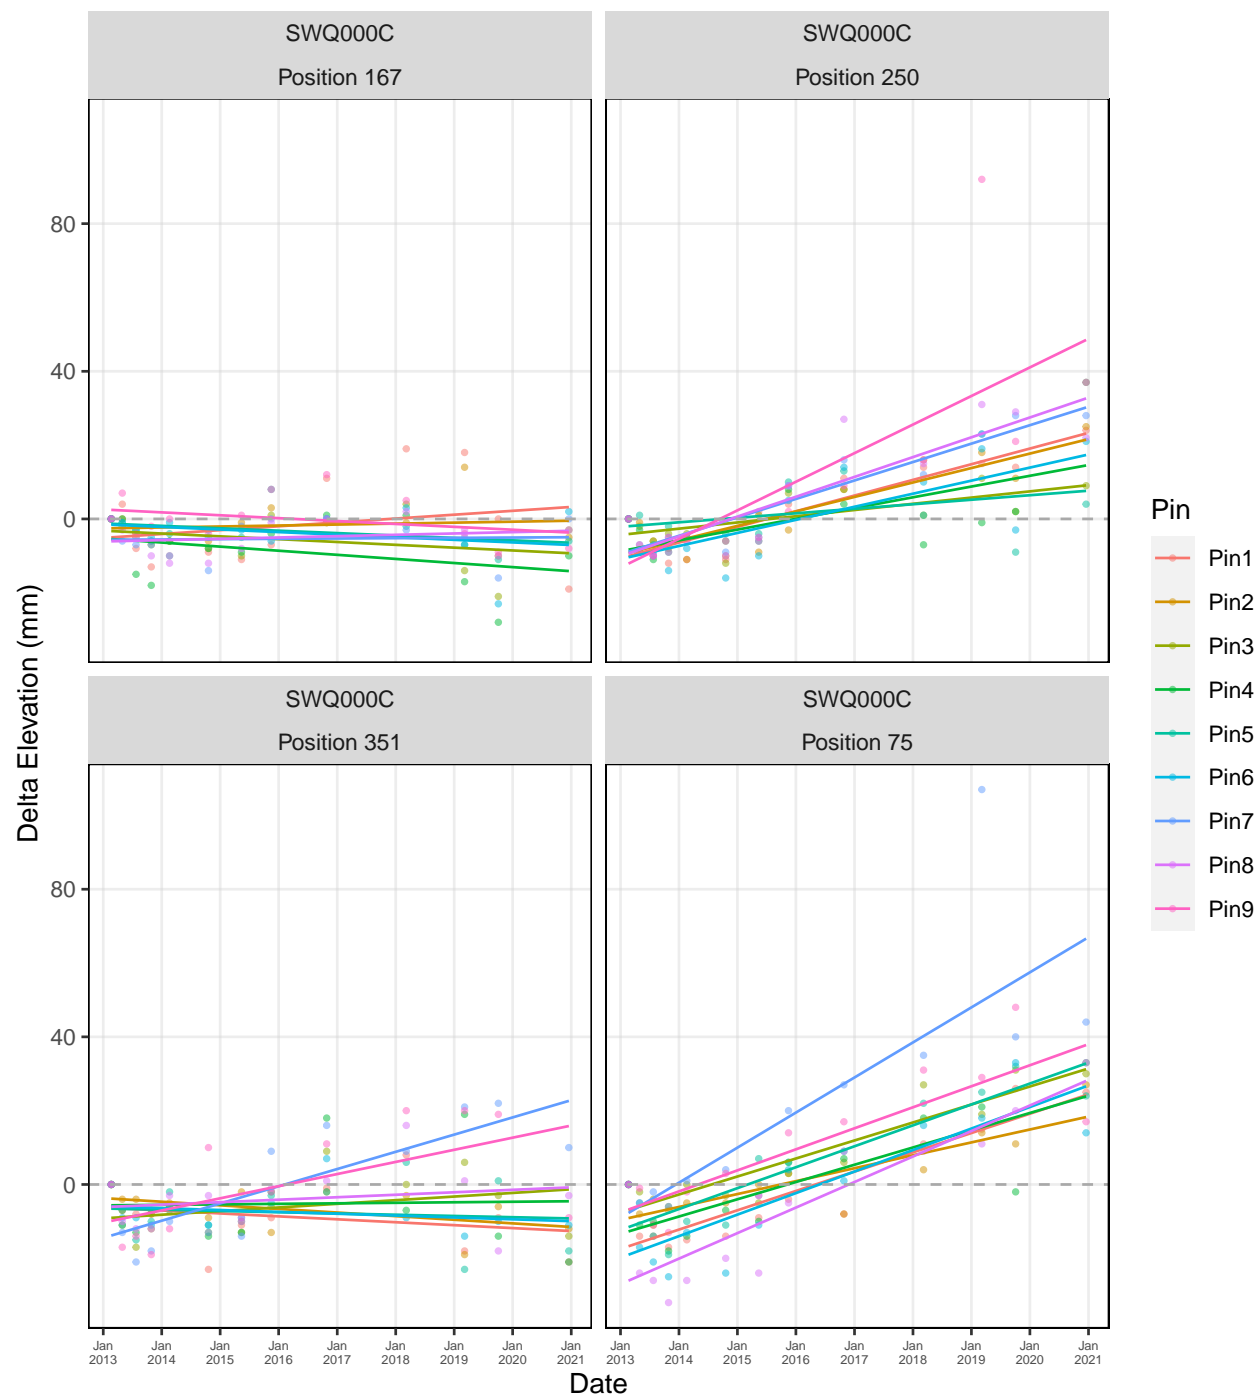 SWQ000C
SWQ000C
Position 167
Position 250
80
40
0
SWQ000C
SWQ000C
Position 351
Position 75
80
40
0
Jan 2013
Jan 2014
Jan 2015
Jan 2016
Jan 2017
Jan 2018
Jan 2019
Jan 2020
Jan 2021
Jan 2013
Jan 2014
Jan 2015
Jan 2016
Jan 2017
Jan 2018
Jan 2019
Jan 2020
Jan 2021
Date
Delta Elevation (mm)
Pin
Pin1
Pin2
Pin3
Pin4
Pin5
Pin6
Pin7
Pin8
Pin9